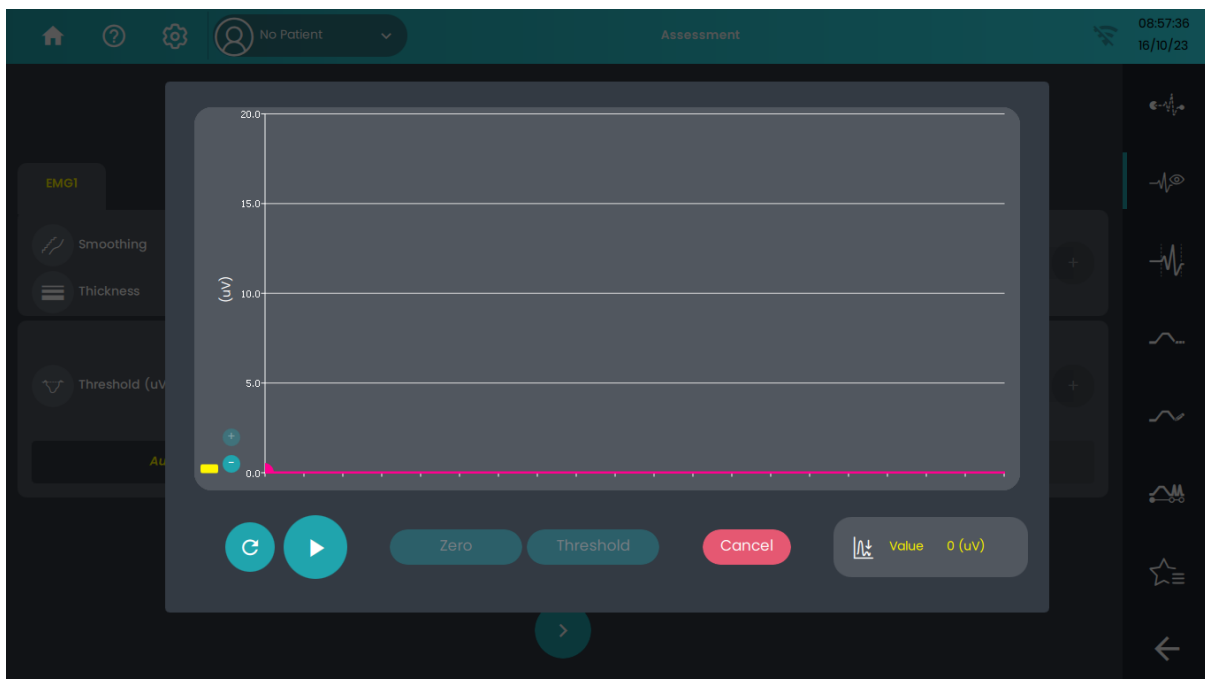 No Patient
Assessment
08:57:36
16/10/23
20.0
EMG1
15.0
Smoothing
(uV)
10.0
Thickness
5.0
Threshold (uV
+
+
+
Au
-
0.0
Zero
Threshold
Cancel
Value 0 (uV)